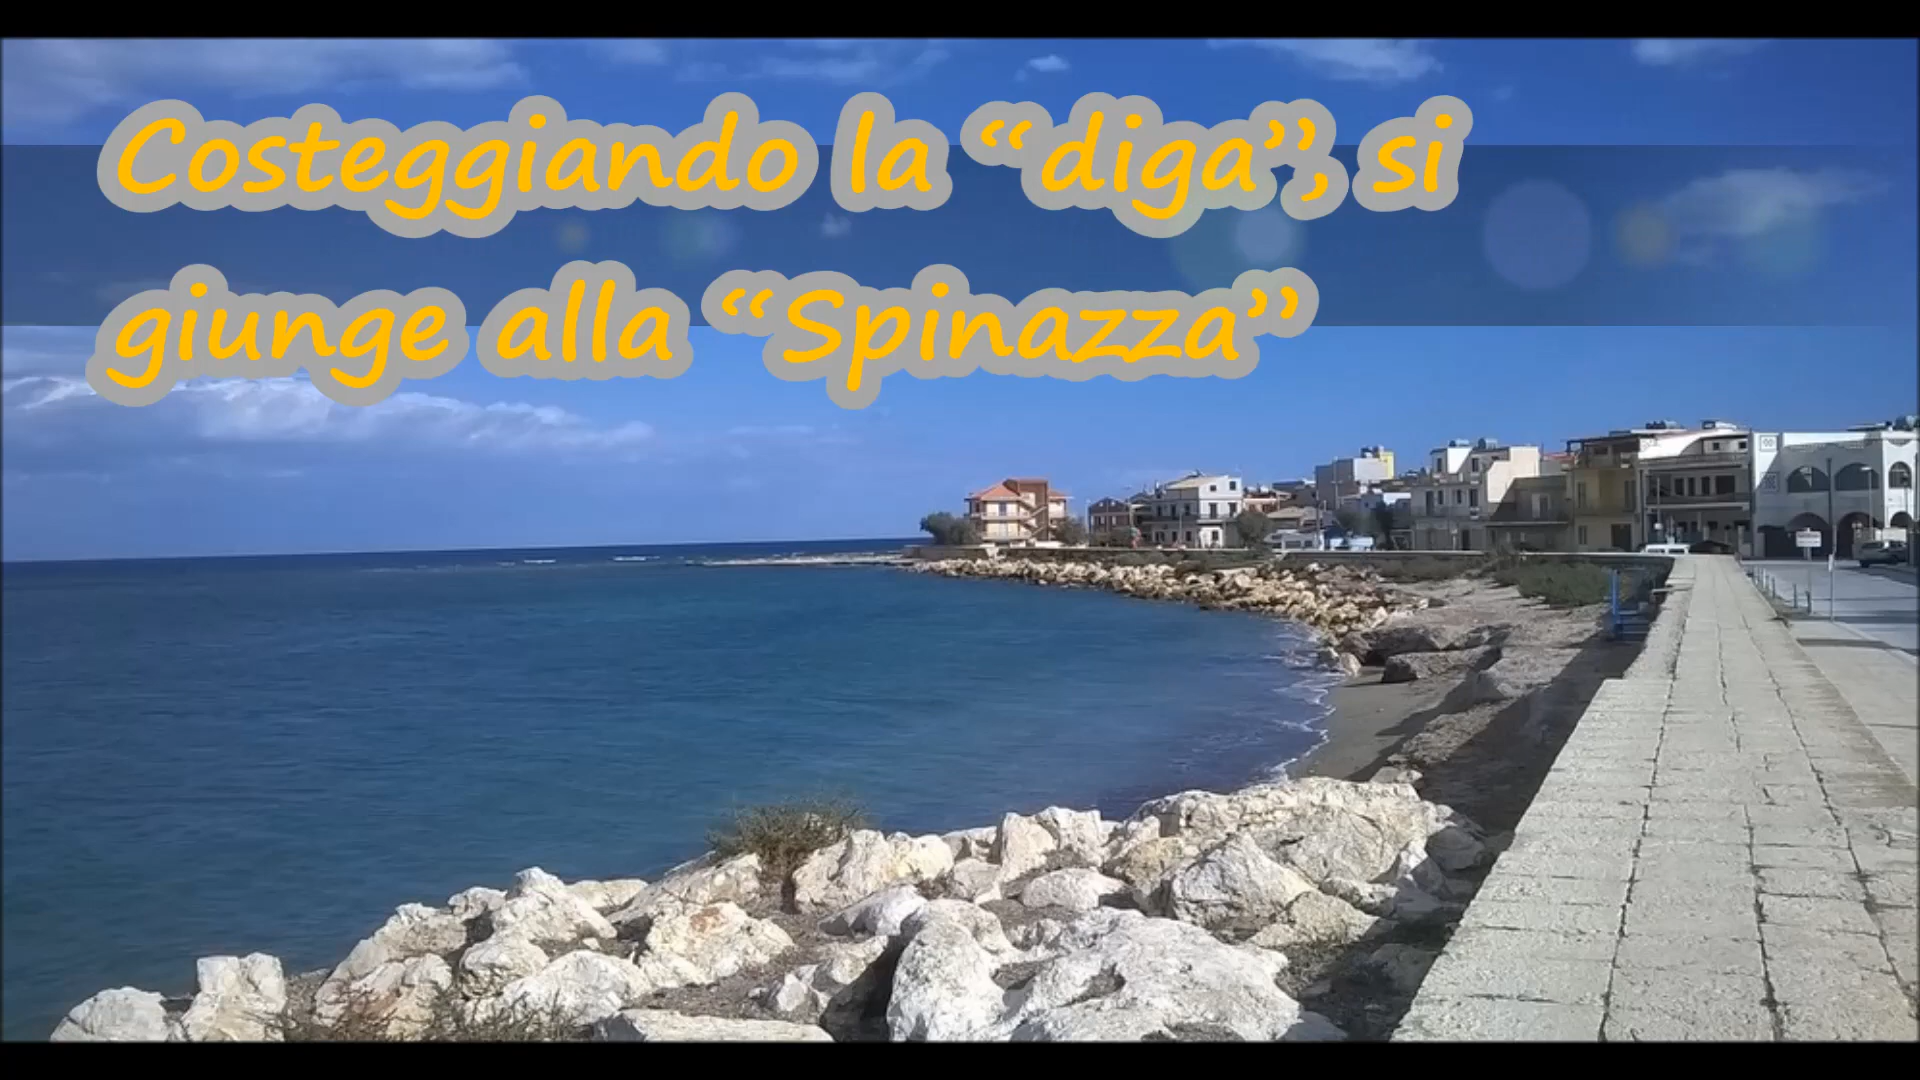 Costeggiando la “diga”, si
giunge alla “Spinazza”